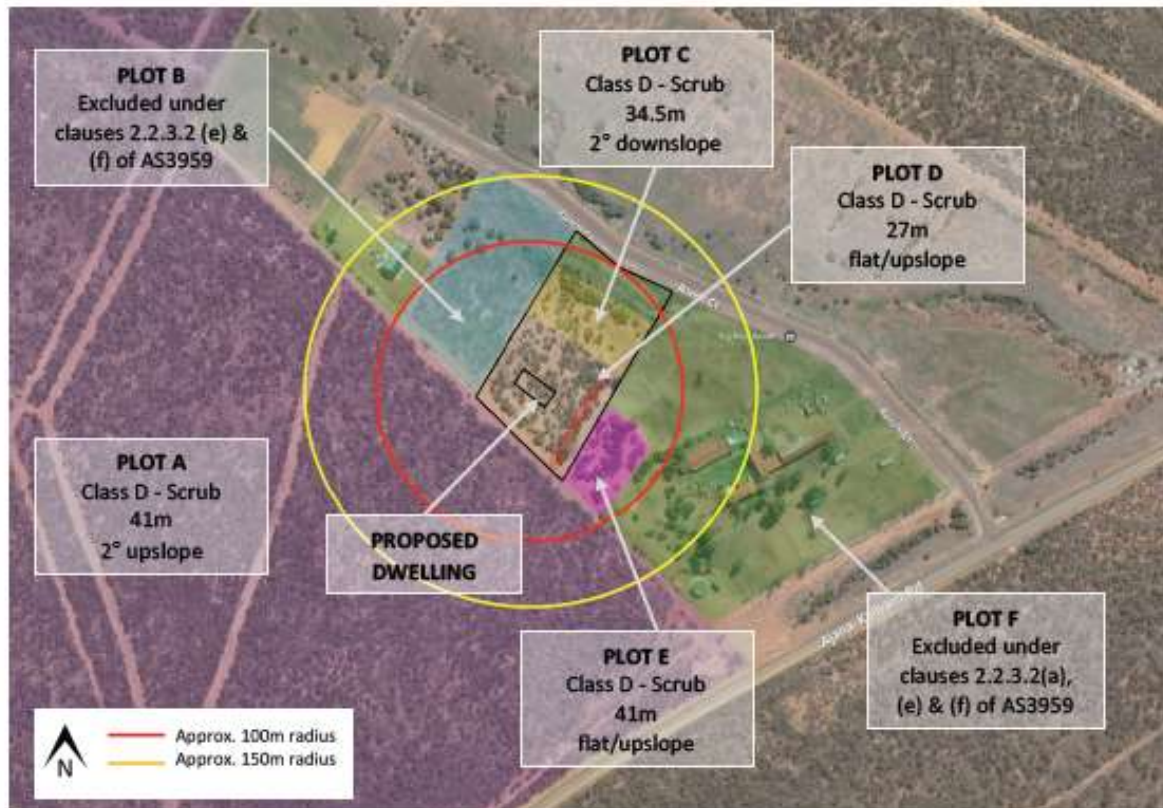 PLOT B
Excluded under
clauses 2.2.3.2 (e) &
(f) of AS3959
PLOT C
Class D - Scrub
34.5m
2° downslope
PLOT D
Class D - Scrub
27m
flat/upslope
PLOT A
Class D - Scrub
41m
2° upslope
PROPOSED
DWELLING
PLOT E
Class D - Scrub
41m
flat/upslope
PLOT F
Excluded under
clauses 2.2.3.2(a),
(e) & (f) of AS3959
Approx. 100m radius
Approx. 150m radius
N